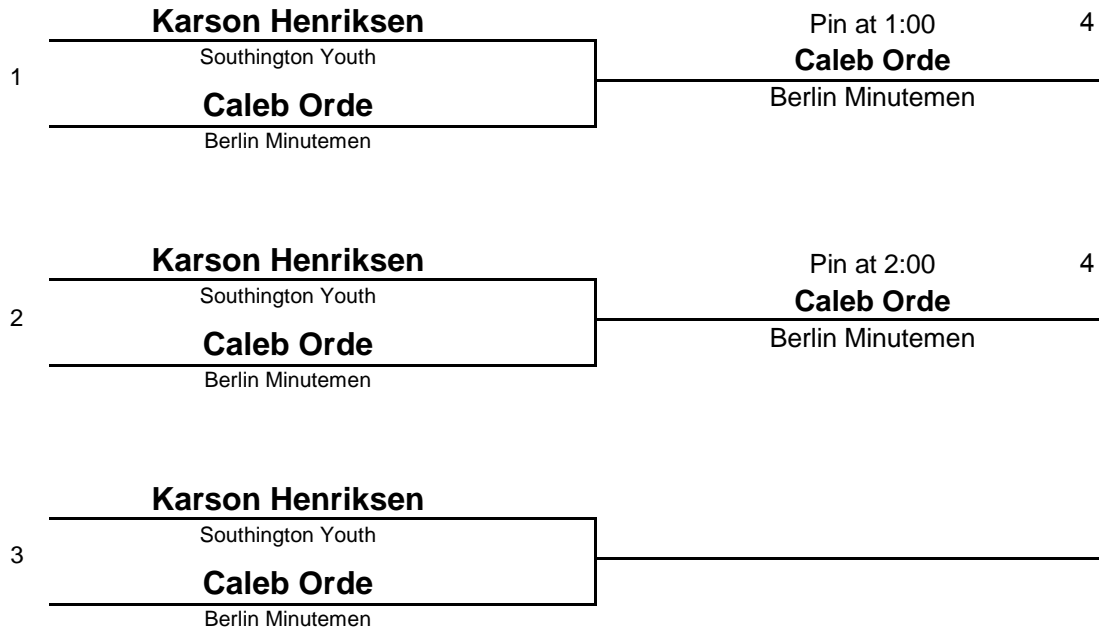 Karson Henriksen
Pin at 1:00 4
Southington Youth
Caleb Orde
1
Caleb Orde
Berlin Minutemen
Berlin Minutemen
Karson Henriksen
Pin at 2:00 4
Southington Youth
Caleb Orde
2
Caleb Orde
Berlin Minutemen
Berlin Minutemen
Karson Henriksen
Southington Youth
3
Caleb Orde
Berlin Minutemen